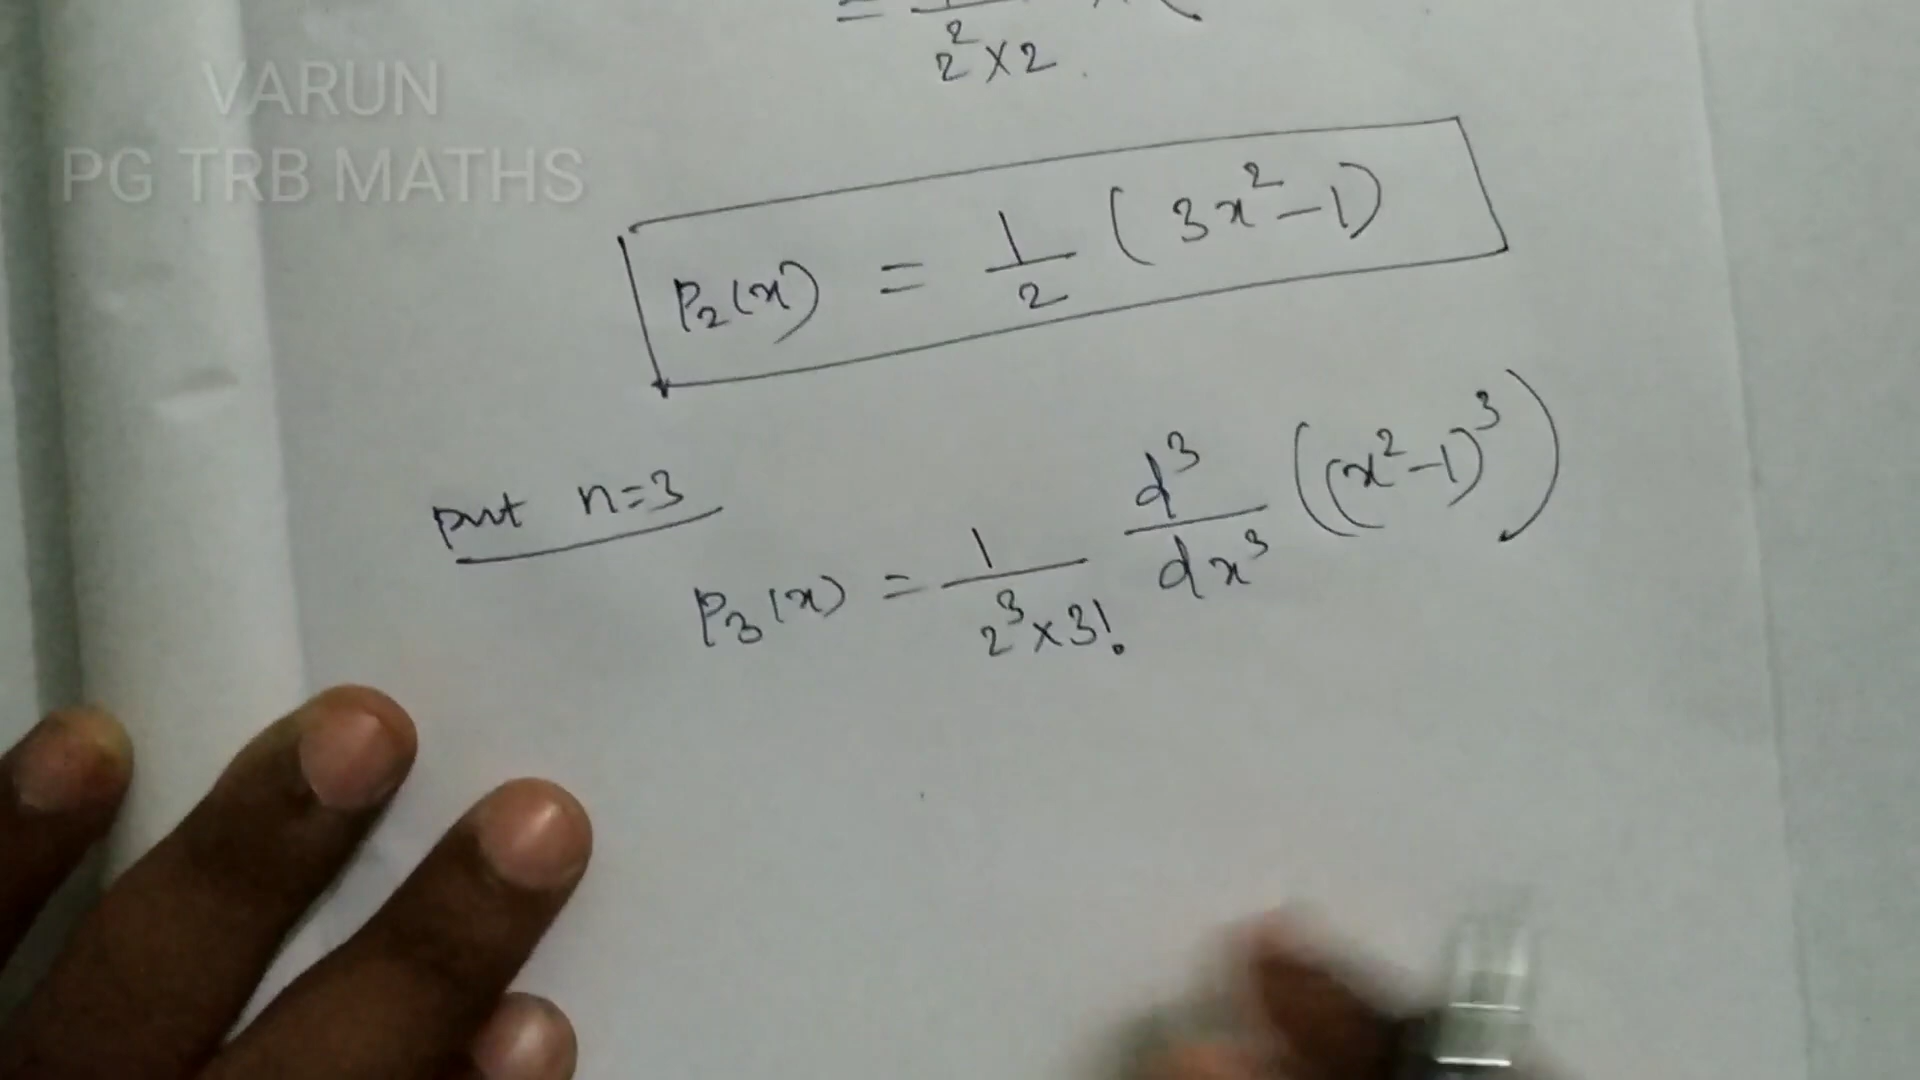 VARUN
PG TRB MATHS
2² × 2
P₂(x) = 1/2 (3x² - 1)
put n=3
P₃(x) = 1/(2³ × 3!) d³/dx³ ((x² - 1)³)